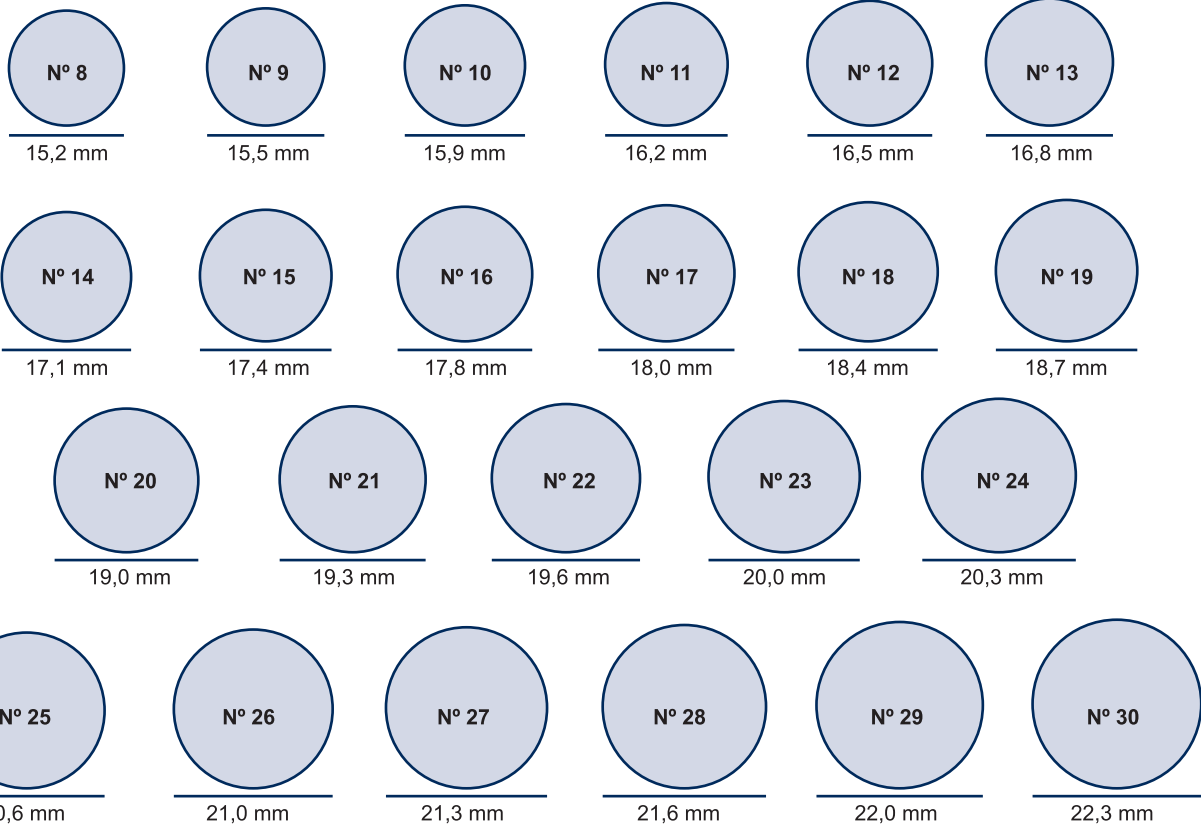 Nº 8 Nº 9 Nº 10 Nº 11 Nº 12 Nº 13
15,2 mm 15,5 mm 15,9 mm 16,2 mm 16,5 mm 16,8 mm
Nº 14 Nº 15 Nº 16 Nº 17 Nº 18 Nº 19
17,1 mm 17,4 mm 17,8 mm 18,0 mm 18,4 mm 18,7 mm
Nº 20 Nº 21 Nº 22 Nº 23 Nº 24
19,0 mm 19,3 mm 19,6 mm 20,0 mm 20,3 mm
Nº 25 Nº 26 Nº 27 Nº 28 Nº 29 Nº 30
0,6 mm 21,0 mm 21,3 mm 21,6 mm 22,0 mm 22,3 mm